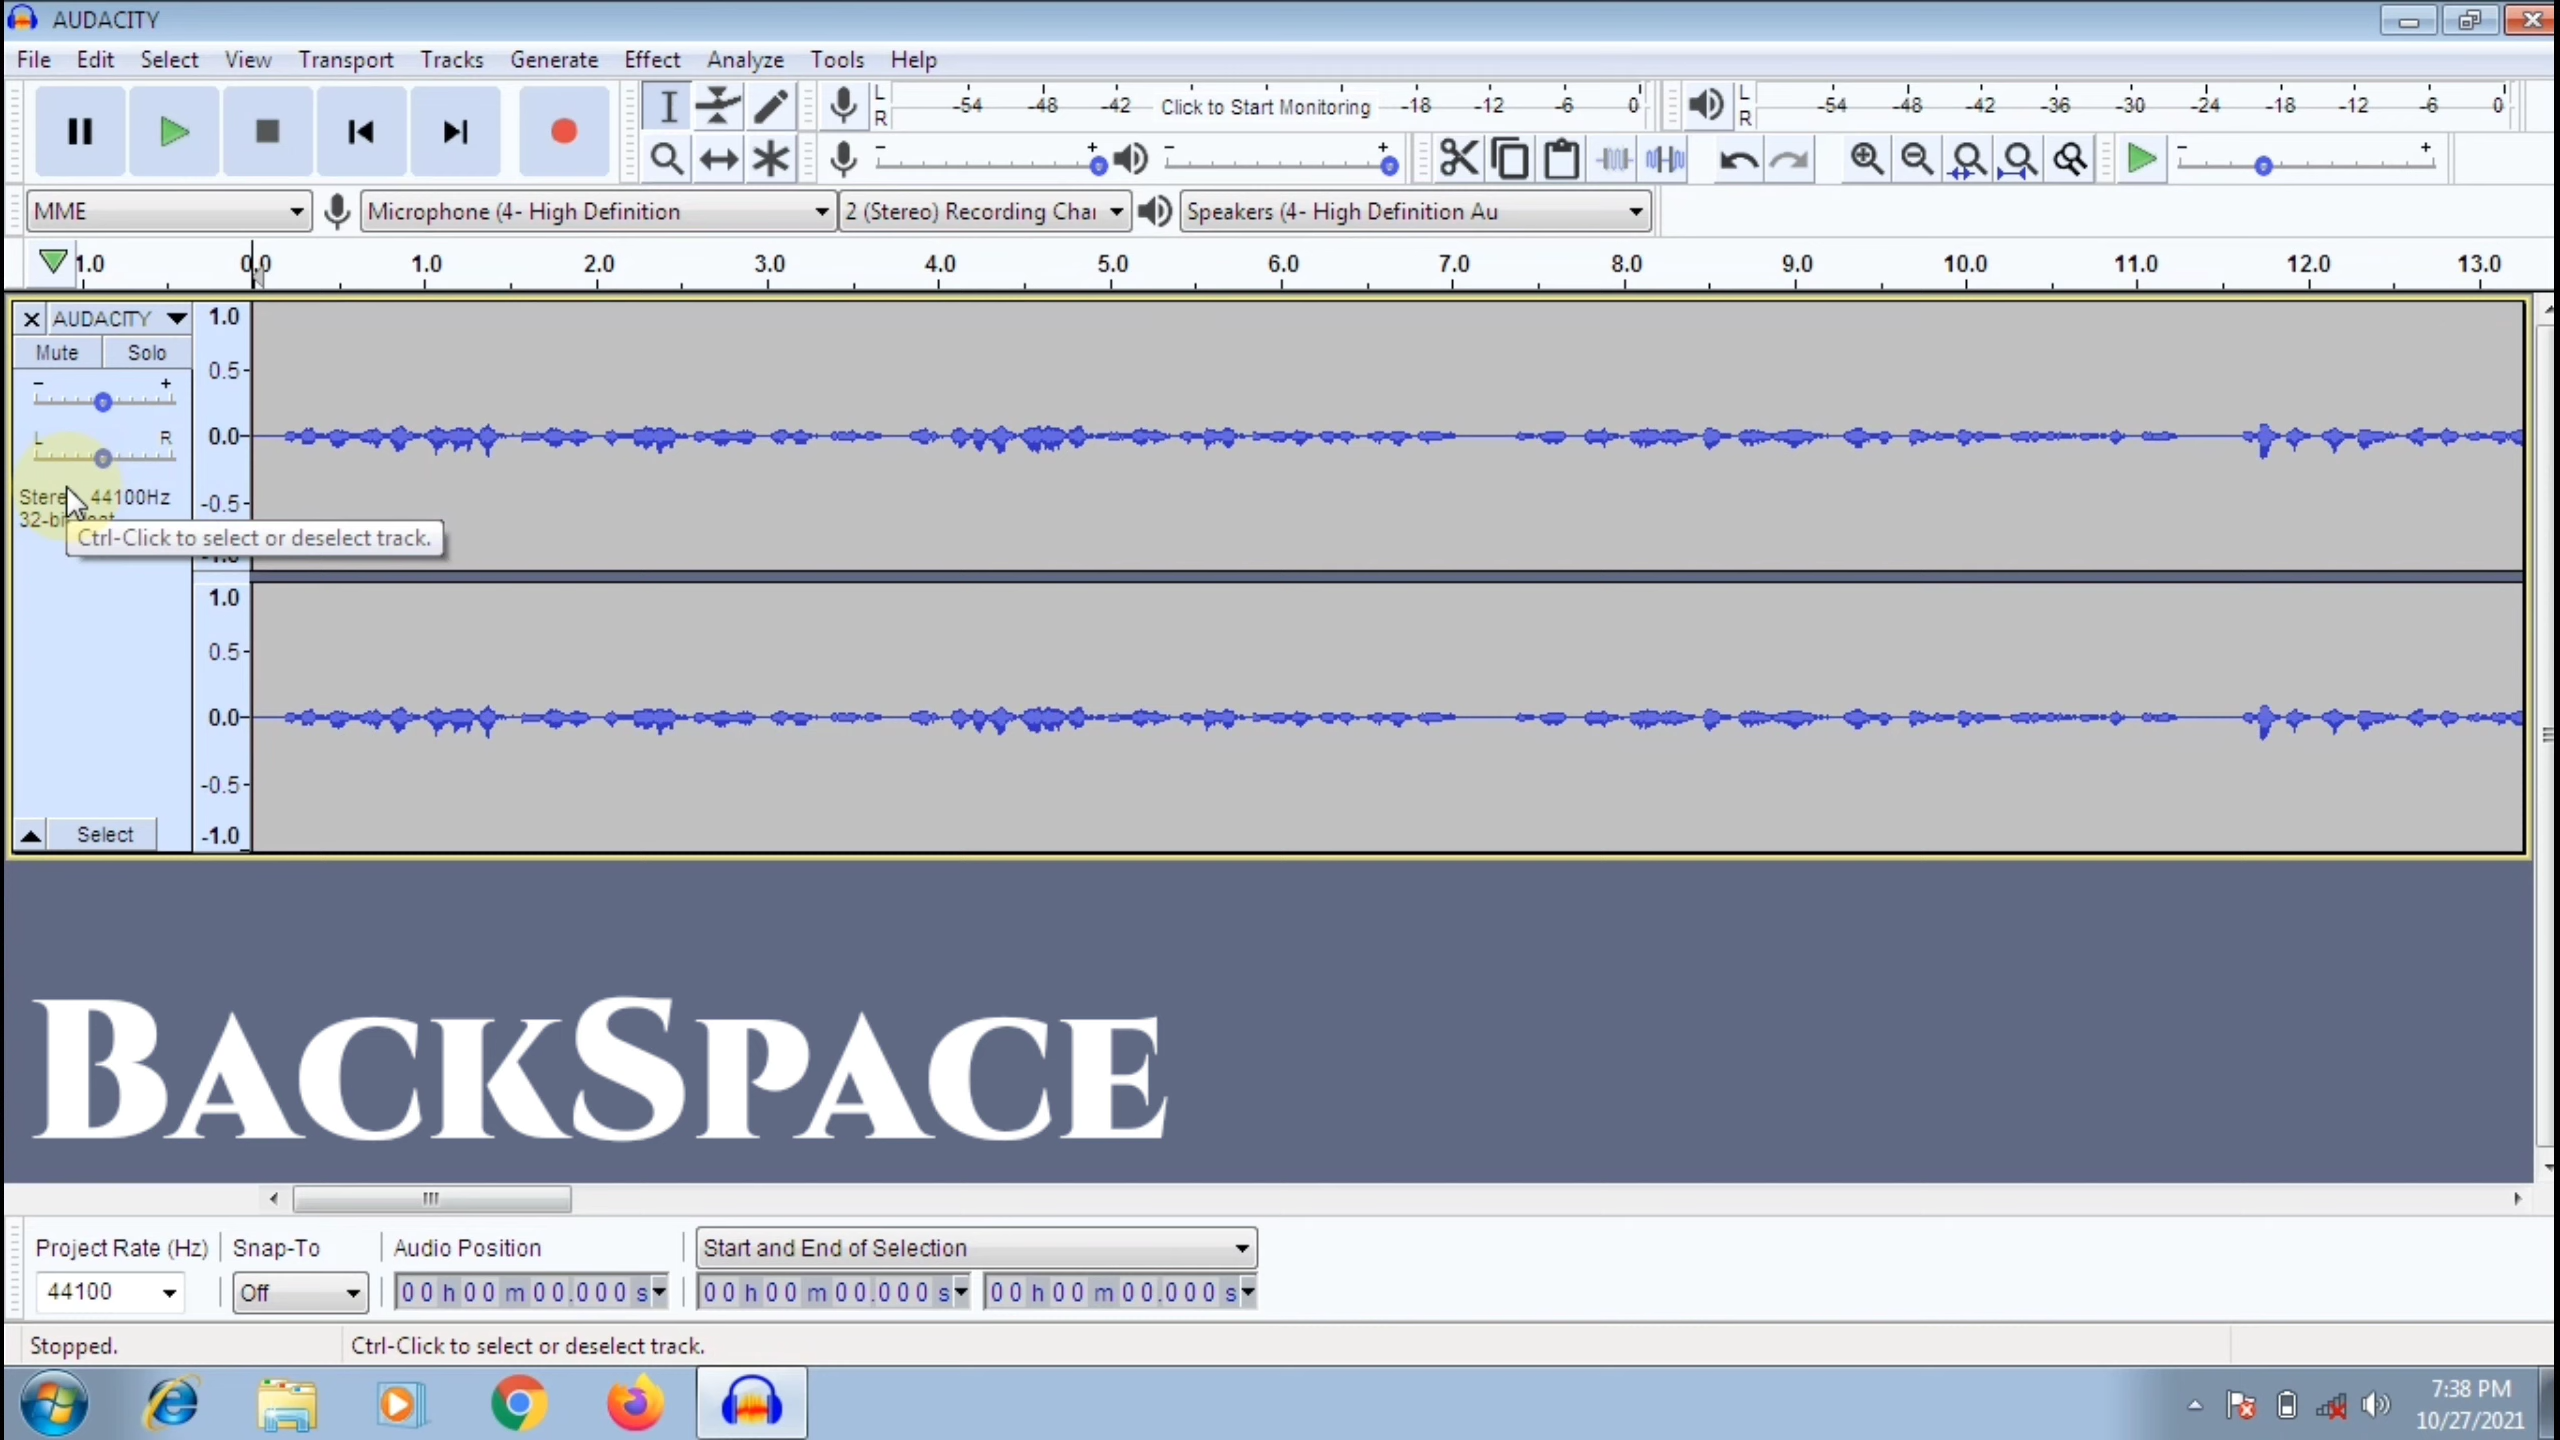 AUDACITY
File Edit Select View Transport Tracks Generate Effect Analyze Tools Help
L R -54 -48 -42 Click to Start Monitoring -18 -12 -6 0 L R -54 -48 -42 -36 -30 -24 -18 -12 -6 0
- + - + - +
MME Microphone (4- High Definition 2 (Stereo) Recording Chai Speakers (4- High Definition Au
1.0 0.0 1.0 2.0 3.0 4.0 5.0 6.0 7.0 8.0 9.0 10.0 11.0 12.0 13.0
X AUDACITY 1.0
Mute Solo
- + 0.5
L R 0.0
44100Hz -0.5
32-bit
Ctrl-Click to select or deselect track.
-1.0
1.0
0.5
0.0
-0.5
Select -1.0
BACKSPACE
Project Rate (Hz) Snap-To Audio Position Start and End of Selection
44100 Off 00 h 00 m 00.000 s 00 h 00 m 00.000 s 00 h 00 m 00.000 s
Stopped. Ctrl-Click to select or deselect track.
7:38 PM
10/27/2021